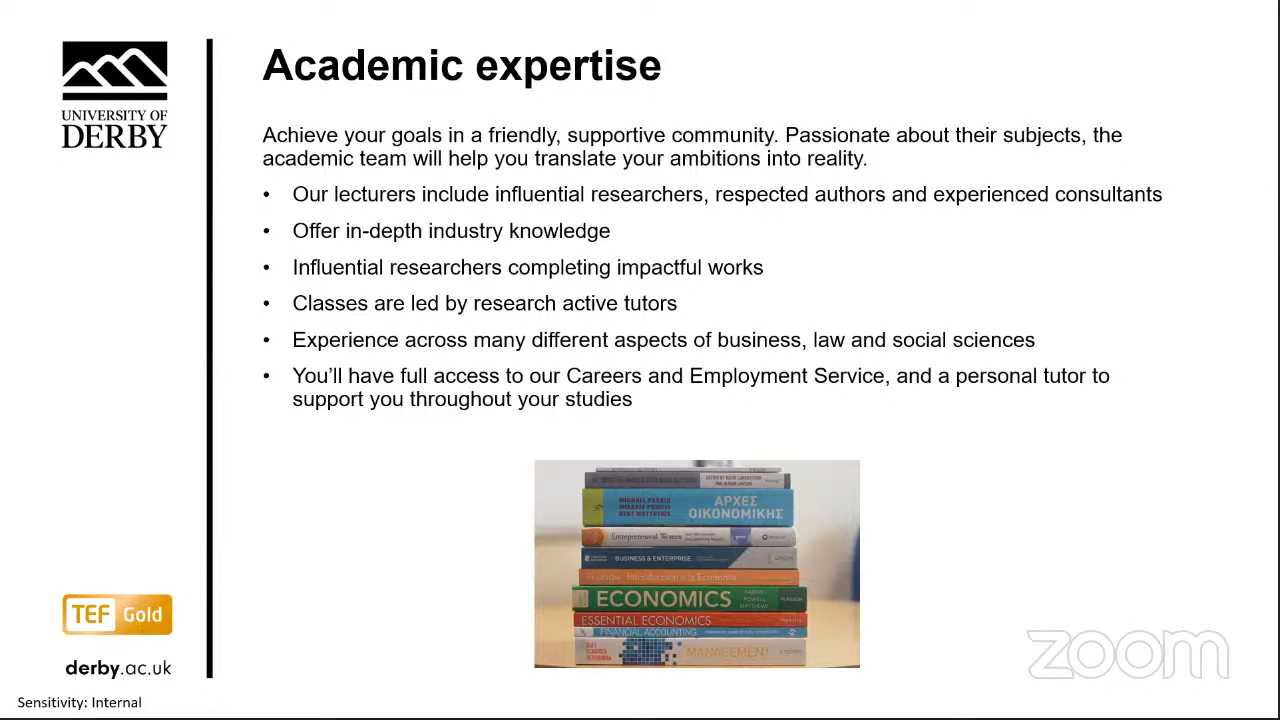 UNIVERSITY OF
DERBY
Academic expertise
Achieve your goals in a friendly, supportive community. Passionate about their subjects, the
academic team will help you translate your ambitions into reality.
• Our lecturers include influential researchers, respected authors and experienced consultants
• Offer in-depth industry knowledge
• Influential researchers completing impactful works
• Classes are led by research active tutors
• Experience across many different aspects of business, law and social sciences
• You’ll have full access to our Careers and Employment Service, and a personal tutor to
support you throughout your studies
ΑΡΧΕΣ
ΟΙΚΟΝΟΜΙΚΗΣ
Entrepreneurial Women
BUSINESS & ENTERPRISE
ECONOMICS
ESSENTIAL ECONOMICS
FINANCIAL ACCOUNTING
MANAGEMENT
TEF Gold
derby.ac.uk
Sensitivity: Internal
zoom